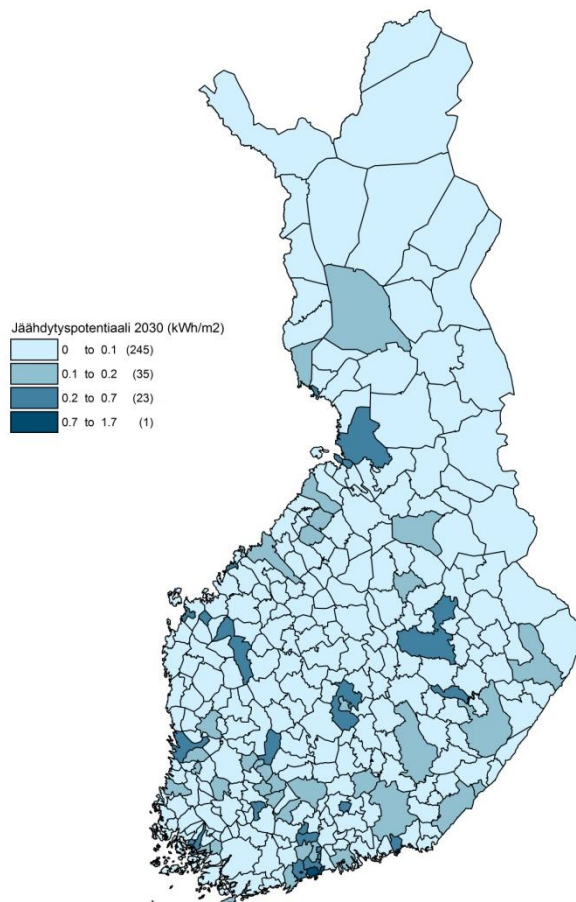 Jäähdytyspotentiaali 2030 (kWh/m2)
0 to 0.1 (245)
0.1 to 0.2 (35)
0.2 to 0.7 (23)
0.7 to 1.7 (1)